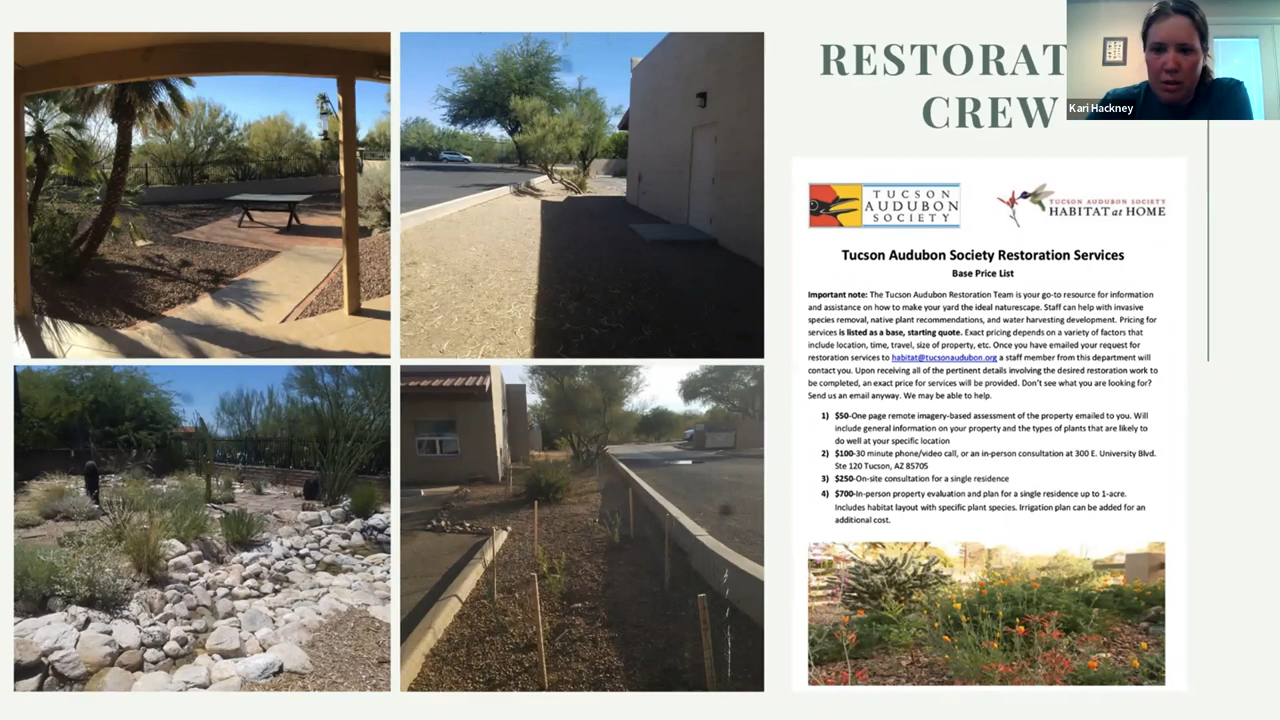 RESTORAT
CREW
Kari Hackney
TUCSON
AUDUBON
SOCIETY
TUCSON AUDUBON SOCIETY
HABITAT at HOME
Tucson Audubon Society Restoration Services
Base Price List
Important note: The Tucson Audubon Restoration Team is your go-to resource for information
and assistance on how to make your yard the ideal naturescape. Staff can help with invasive
species removal, native plant recommendations, and water harvesting development. Pricing for
services is listed as a base, starting quote. Exact pricing depends on a variety of factors that
include location, time, travel, size of property, etc. Once you have emailed your request for
restoration services to habitat@tucsonaudubon.org a staff member from this department will
contact you. Upon receiving all of the pertinent details involving the desired restoration work to
be completed, an exact price for services will be provided. Don't see what you are looking for?
Send us an email anyway. We may be able to help.
1) $50-One page remote imagery-based assessment of the property emailed to you. Will
include general information on your property and the types of plants that are likely to
do well at your specific location
2) $100-30 minute phone/video call, or an in-person consultation at 300 E. University Blvd.
Ste 120 Tucson, AZ 85705
3) $250-On-site consultation for a single residence
4) $700-In-person property evaluation and plan for a single residence up to 1-acre.
Includes habitat layout with specific plant species. Irrigation plan can be added for an
additional cost.